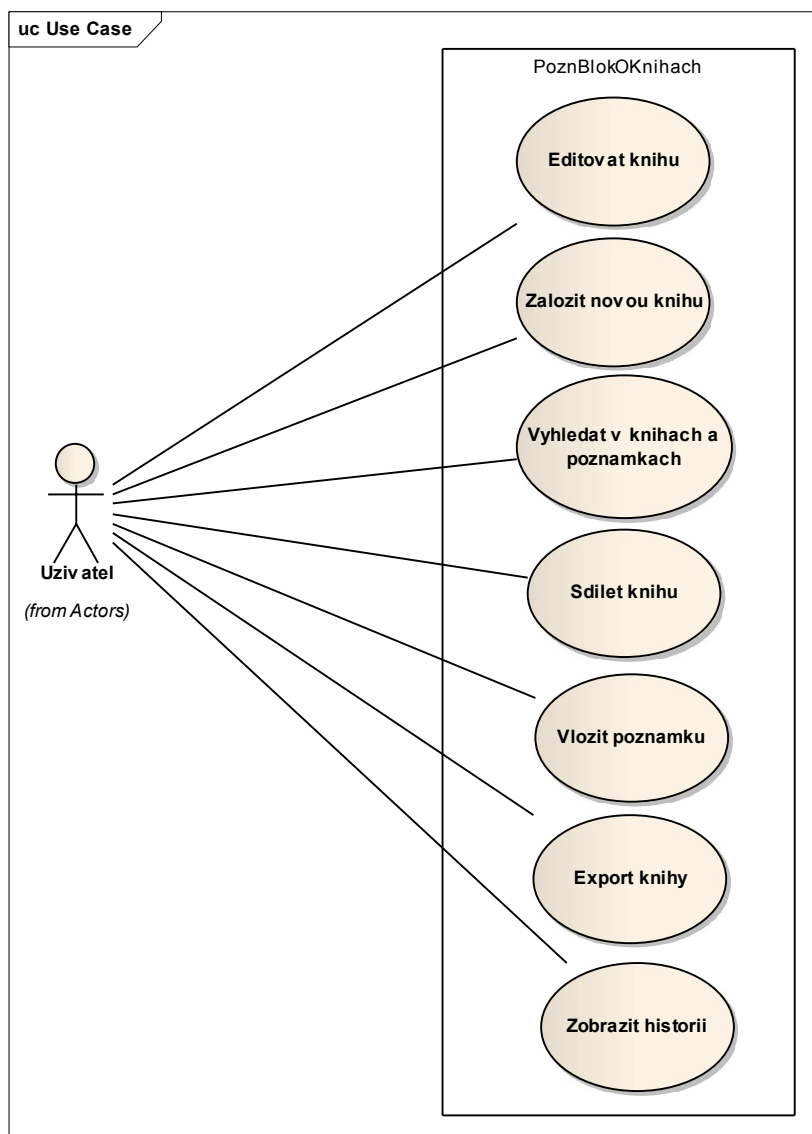 uc Use Case
PoznBlokOKnihach
Editovat knihu
Zalozit novou knihu
Vyhledat v knihach a
poznamkach
Uzivatel
(from Actors)
Sdilet knihu
Vlozit poznamku
Export knihy
Zobrazit historii